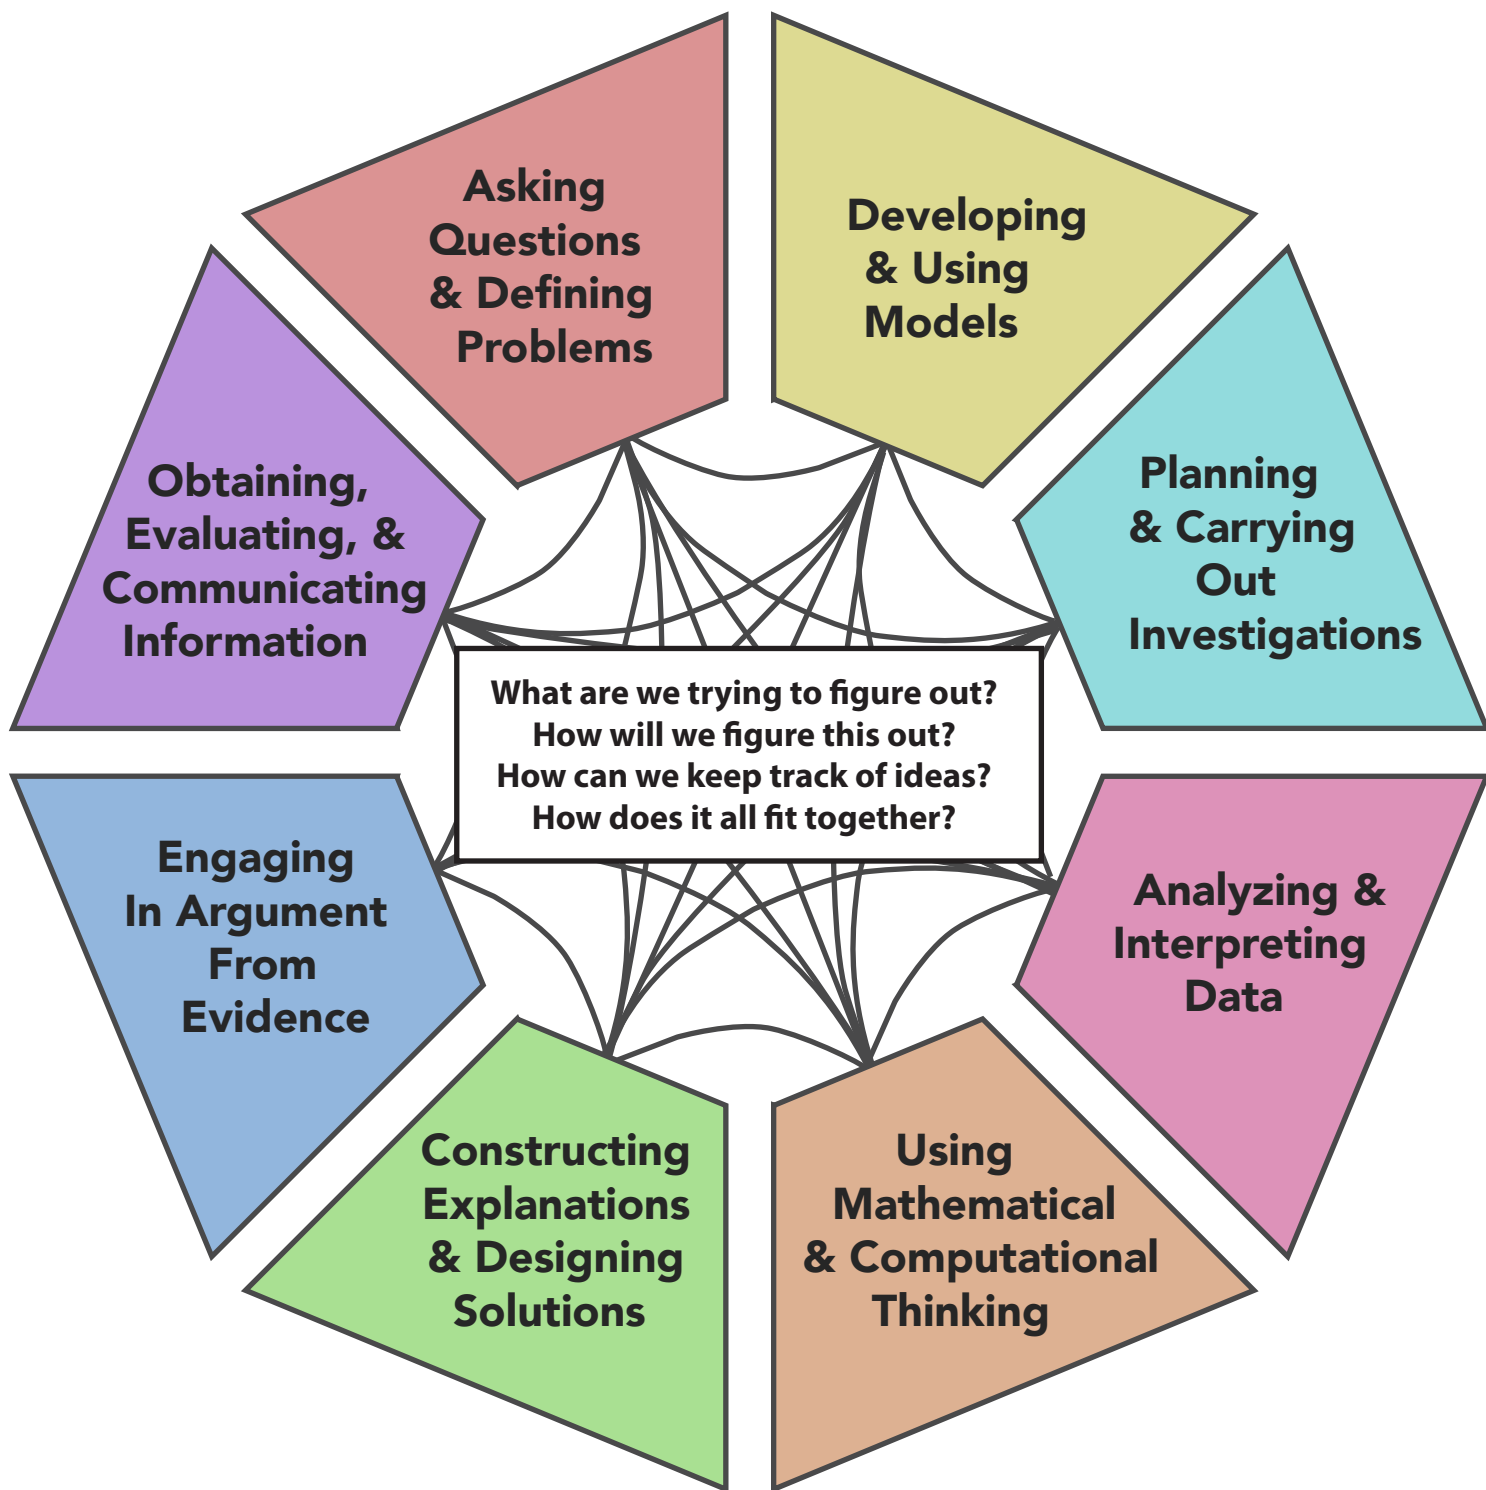 Asking
Questions
& Defining
Problems
Developing
& Using
Models
Planning
& Carrying
Out
Investigations
Analyzing &
Interpreting
Data
Using
Mathematical
& Computational
Thinking
Constructing
Explanations
& Designing
Solutions
Engaging
In Argument
From
Evidence
Obtaining,
Evaluating, &
Communicating
Information
What are we trying to figure out?
How will we figure this out?
How can we keep track of ideas?
How does it all fit together?